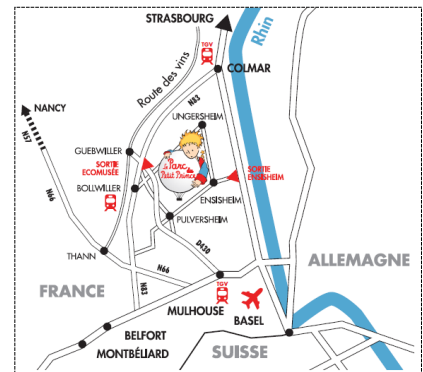 STRASBOURG
Rhin
TGV
COLMAR
Route des vins
N83
NANCY
UNGERSHEIM
N57
GUEBWILLER
SORTIE
ECOMUSÉE
Le Parc
du
Petit Prince
SORTIE
ENSISHEIM
BOLLWILLER
ENSISHEIM
N66
PULVERSHEIM
D430
THANN
ALLEMAGNE
N66
FRANCE
N83
TGV
MULHOUSE
BASEL
BELFORT
MONTBÉLIARD
SUISSE